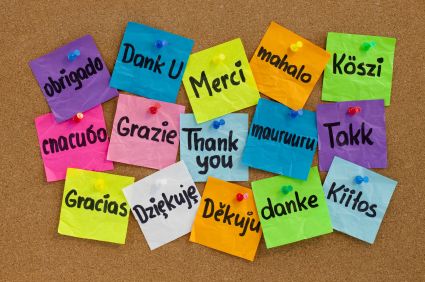 obrigado
Dank U
Merci
mahalo
Köszi
спасибо
Grazie
Thank
you
mauruuru
Takk
Gracias
Dziękuję
Děkuju
danke
Kiitos